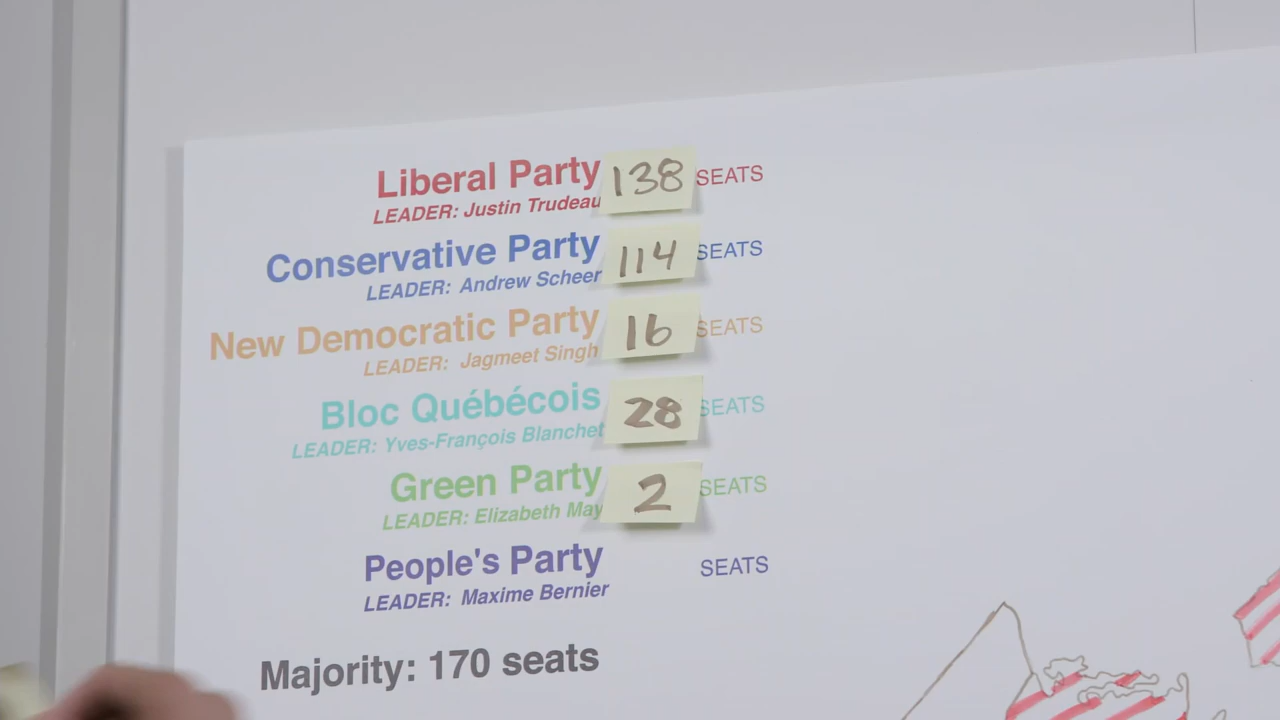 Liberal Party 138 SEATS
LEADER: Justin Trudeau
Conservative Party 114 SEATS
LEADER: Andrew Scheer
New Democratic Party 16 SEATS
LEADER: Jagmeet Singh
Bloc Québécois 28 SEATS
LEADER: Yves-François Blanchet
Green Party 2 SEATS
LEADER: Elizabeth May
People's Party SEATS
LEADER: Maxime Bernier
Majority: 170 seats